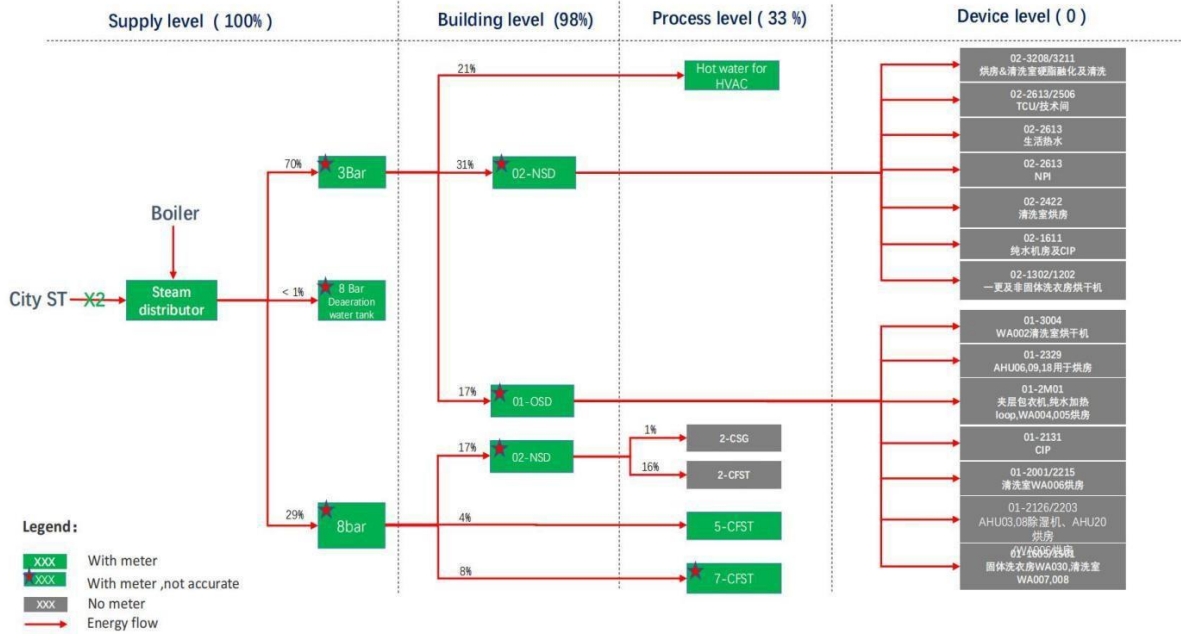 Supply level ( 100% )
Building level (98%)
Process level ( 33 %)
Device level ( 0 )
City ST
X2
Boiler
Steam
distributor
70%
3Bar
< 1%
8 Bar
Deaeration
water tank
29%
8bar
21%
Hot water for
HVAC
31%
02-NSD
17%
01-OSD
17%
02-NSD
1%
2-CSG
16%
2-CFST
4%
5-CFST
8%
7-CFST
02-3208/3211
烘房&清洗室硬脂融化及清洗
02-2613/2506
TCU/技术间
02-2613
生活热水
02-2613
NPI
02-2422
清洗室烘房
02-1611
纯水机房及CIP
02-1302/1202
一更及非固体洗衣房烘干机
01-3004
WA002清洗室烘干机
01-2329
AHU06,09,18用于烘房
01-2M01
夹层包衣机,纯水加热
loop,WA004,005烘房
01-2131
CIP
01-2001/2215
清洗室WA006烘房
01-2126/2203
AHU03,08除湿机、AHU20
烘房
固体洗衣房WA030,清洗室
WA007,008
Legend:
XXX With meter
XXX With meter ,not accurate
XXX No meter
Energy flow